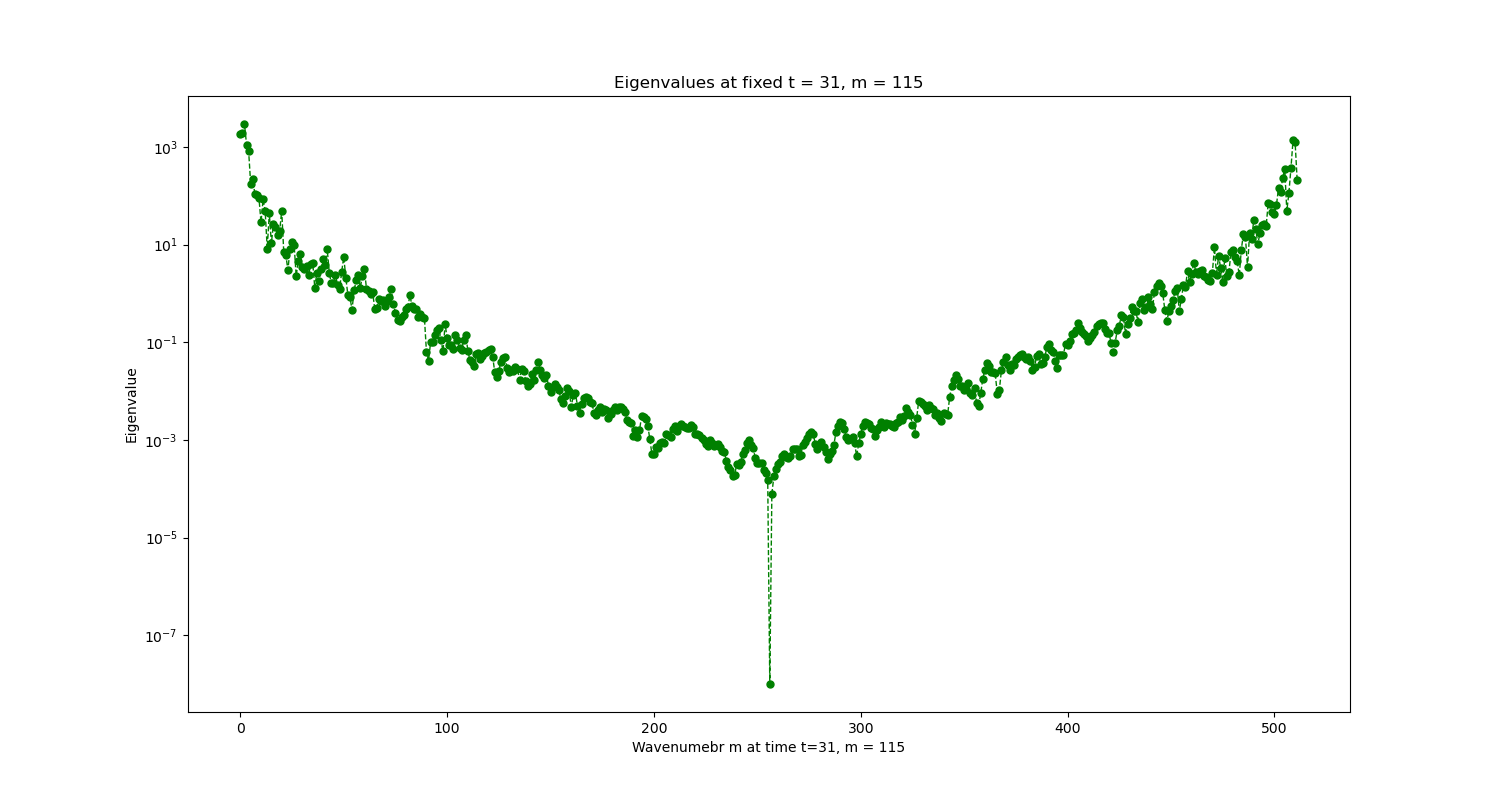 Eigenvalues at fixed t = 31, m = 115
Eigenvalue
10³
10¹
10⁻¹
10⁻³
10⁻⁵
10⁻⁷
0 100 200 300 400 500
Wavenumebr m at time t=31, m = 115